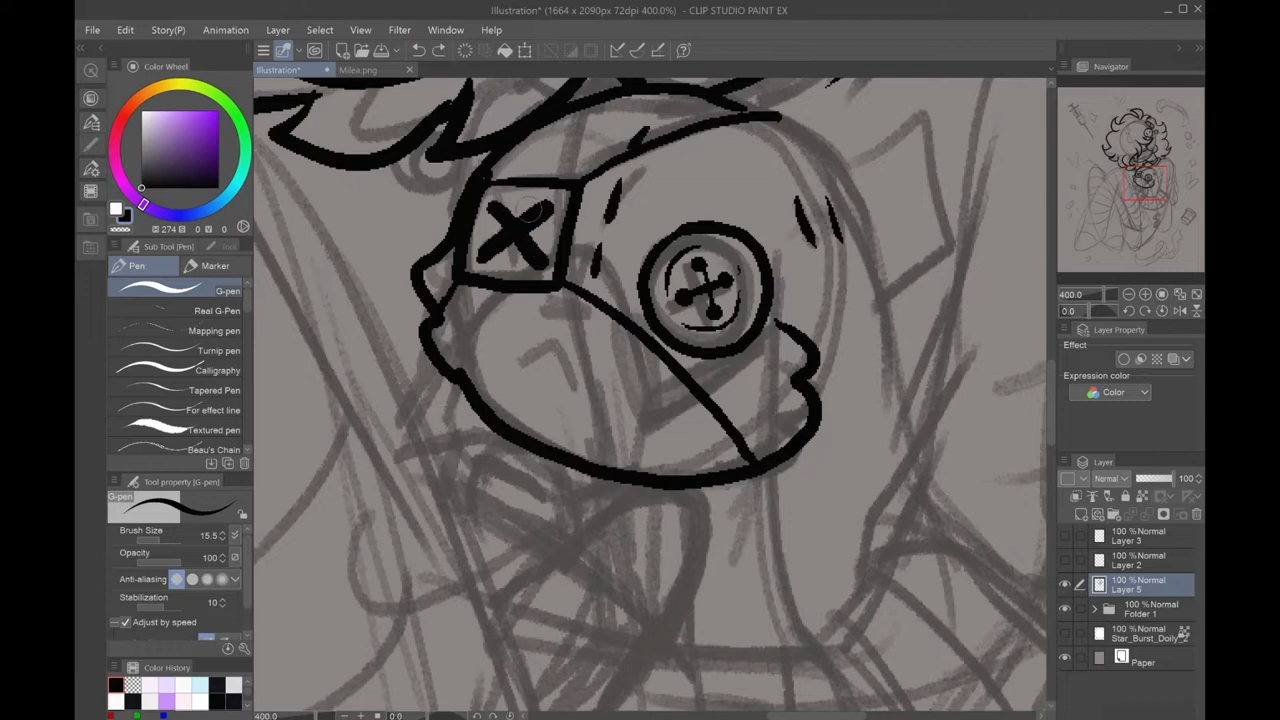 Illustration* (1664 x 2090px 72dpi 400.0%) - CLIP STUDIO PAINT EX
File Edit Story(P) Animation Layer Select View Filter Window Help
Illustration* Milea.png
Color Wheel
H 274 S 0 V 0
Sub Tool [Pen] Tool
Pen Marker
G-pen
Real G-Pen
Mapping pen
Turnip pen
Calligraphy
Tapered Pen
For effect line
Textured pen
Beau's Chain
Tool property [G-pen]
G-pen
Brush Size 15.5
Opacity 100
Anti-aliasing
Stabilization 10
Adjust by speed
Color History
400.0 0.0
Navigator
400.0
0.0
Layer Property
Effect
Expression color
Color
Layer
Normal 100
100 % Normal
Layer 3
100 % Normal
Layer 2
100 % Normal
Layer 5
100 % Normal
Folder 1
100 % Normal
Star_Burst_Doily_2
Paper